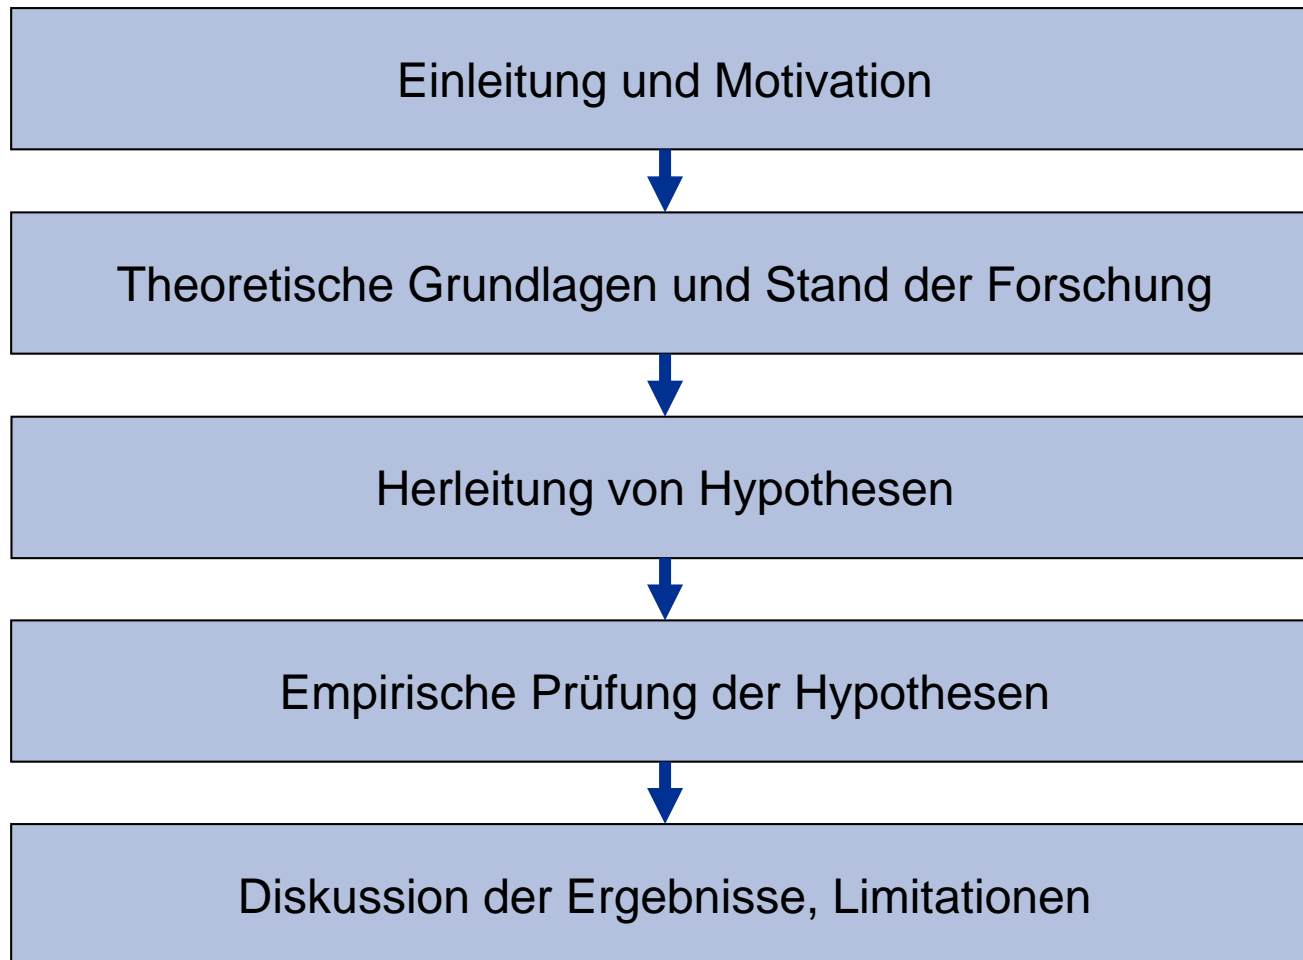 Einleitung und Motivation
Theoretische Grundlagen und Stand der Forschung
Herleitung von Hypothesen
Empirische Prüfung der Hypothesen
Diskussion der Ergebnisse, Limitationen